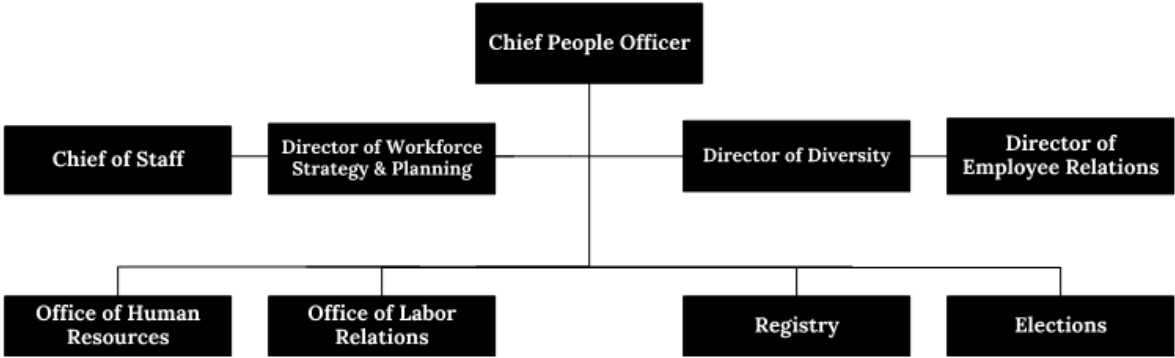 Chief People Officer
Chief of Staff
Director of Workforce
Strategy & Planning
Director of Diversity
Director of
Employee Relations
Office of Human
Resources
Office of Labor
Relations
Registry
Elections